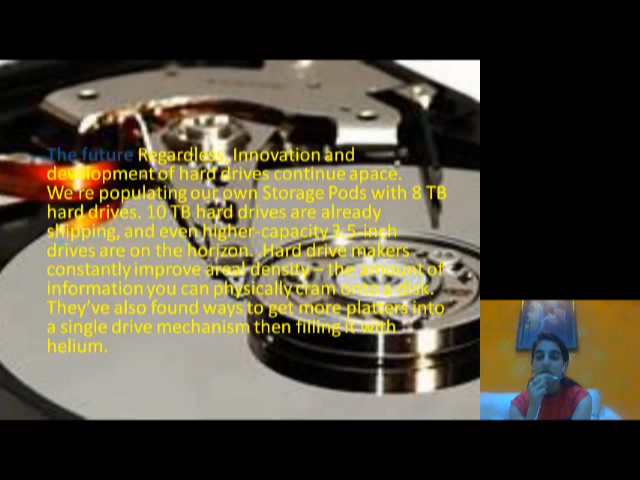 The future Regardless, Innovation and
development of hard drives continue apace.
We're populating our own Storage Pods with 8 TB
hard drives. 10 TB hard drives are already
shipping, and even higher-capacity 3.5-inch
drives are on the horizon. Hard drive makers
constantly improve areal density – the amount of
information you can physically cram onto a disk.
They've also found ways to get more platters into
a single drive mechanism then filling it with
helium.